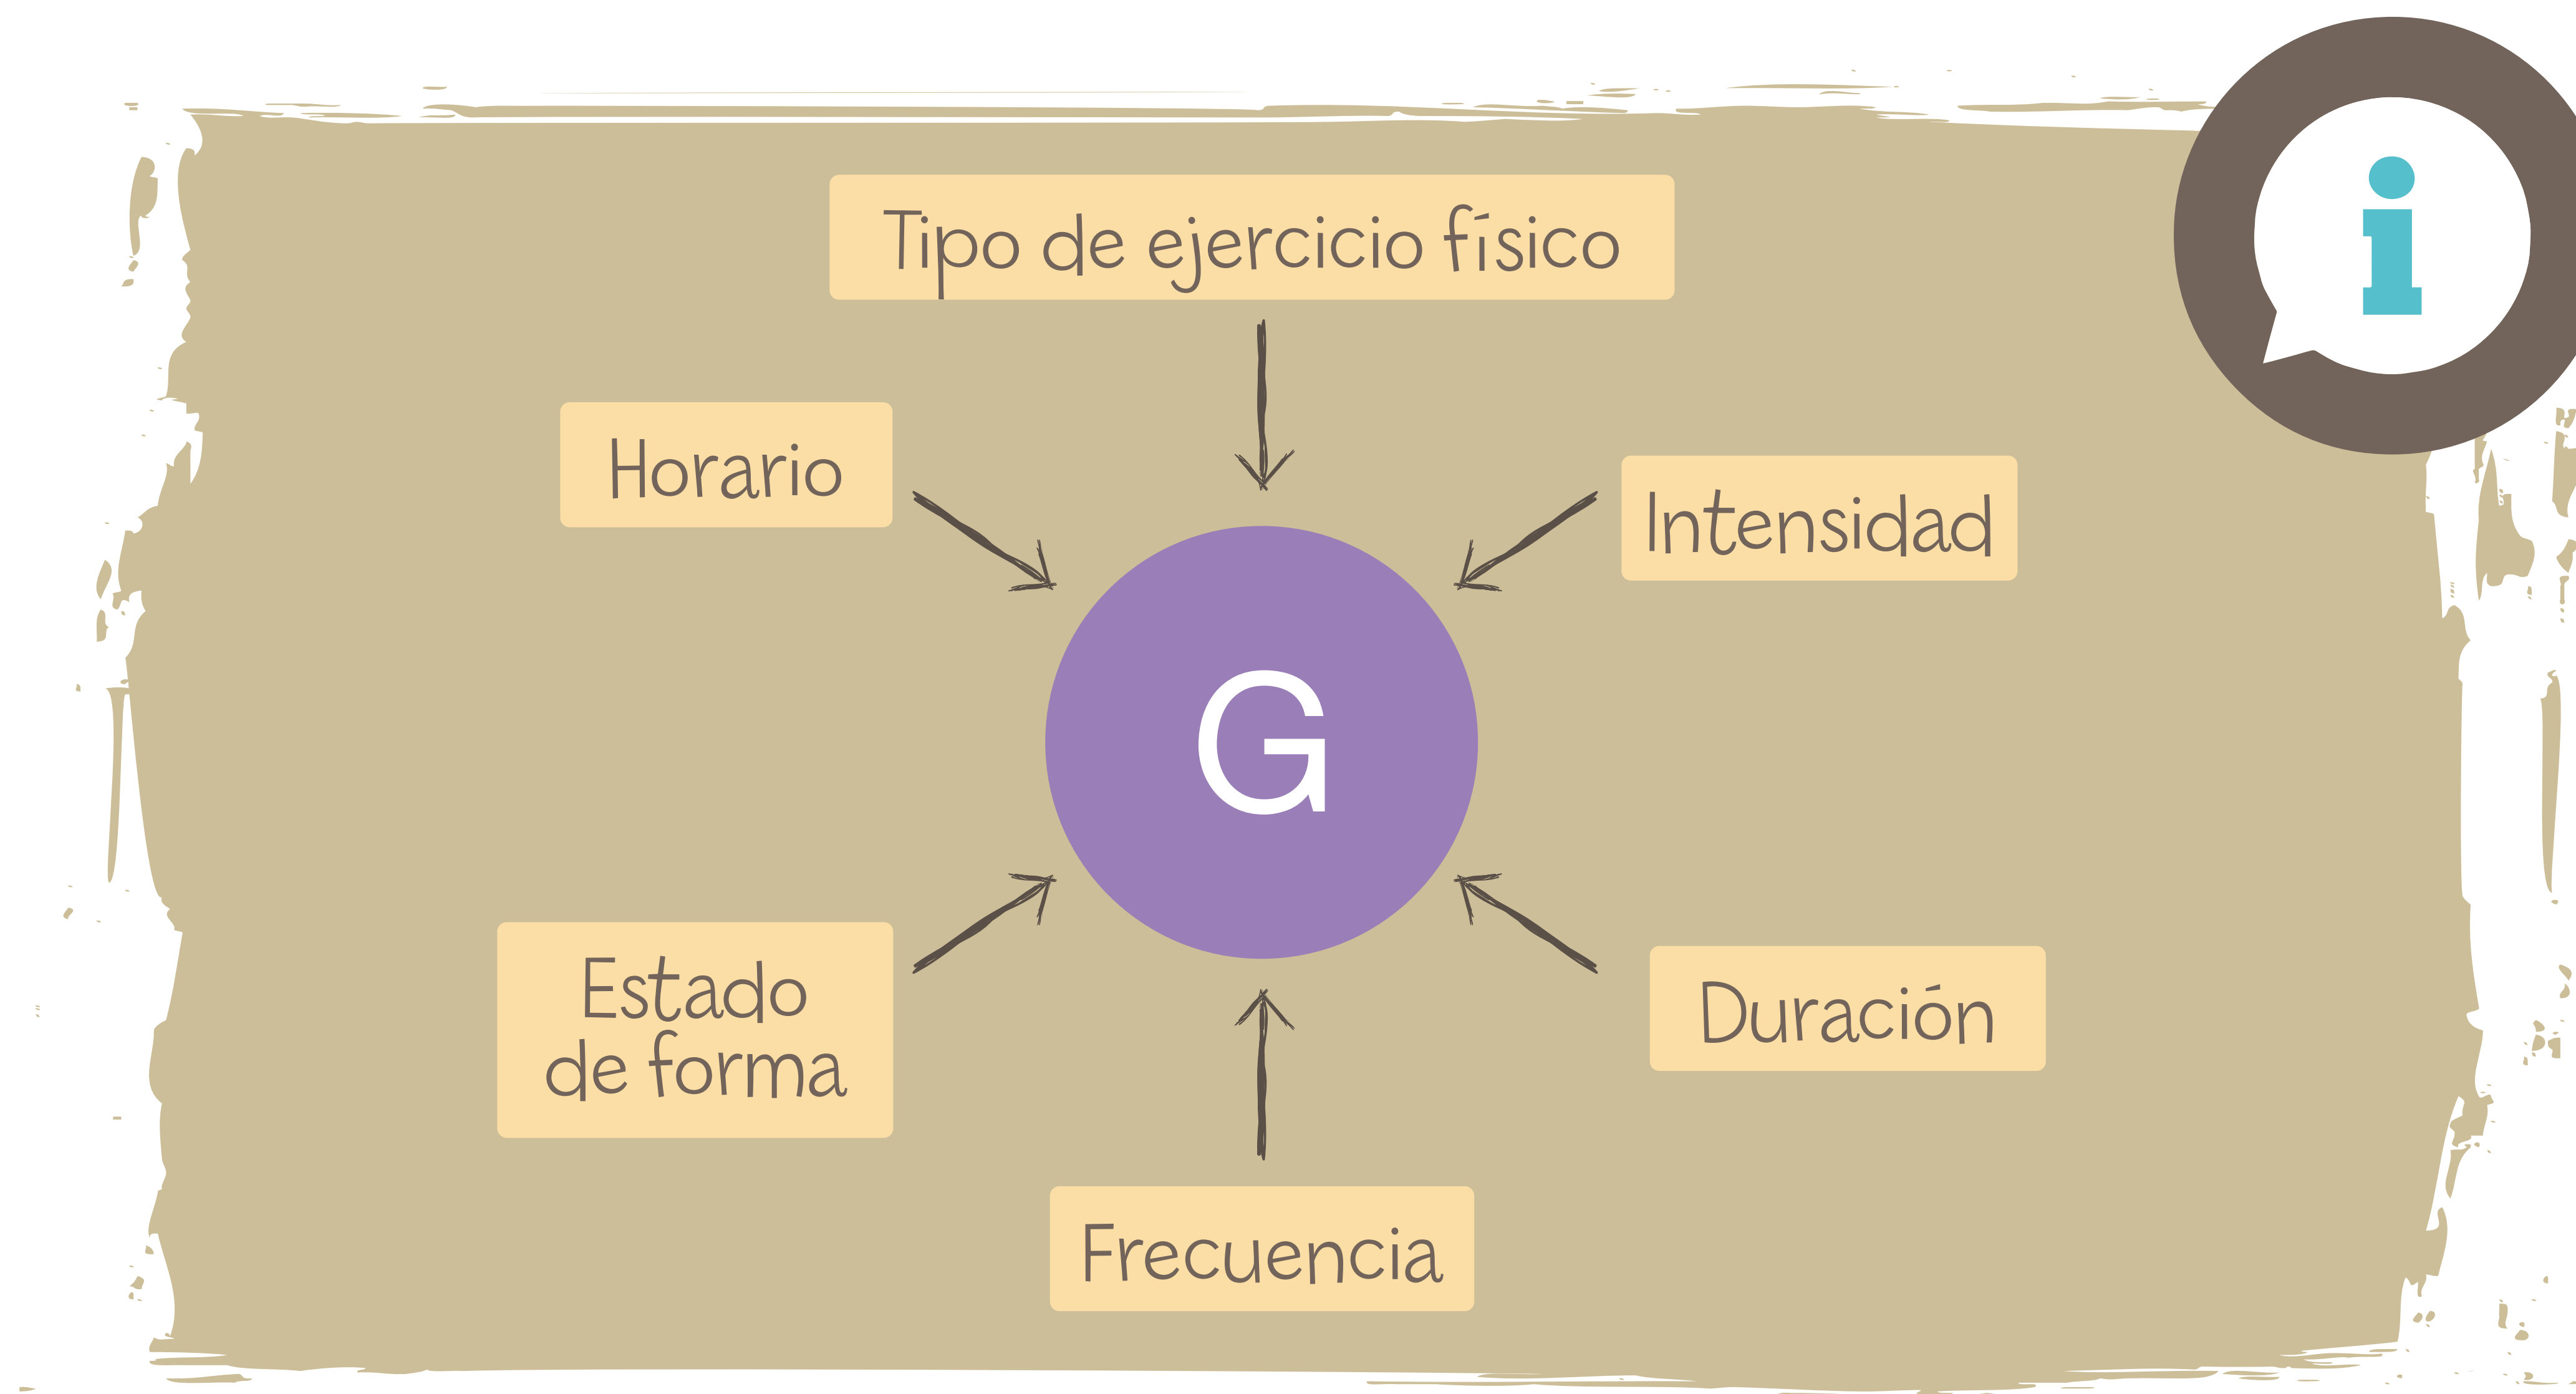 Tipo de ejercicio físico
Horario
Intensidad
G
Estado
de forma
Duración
Frecuencia
i